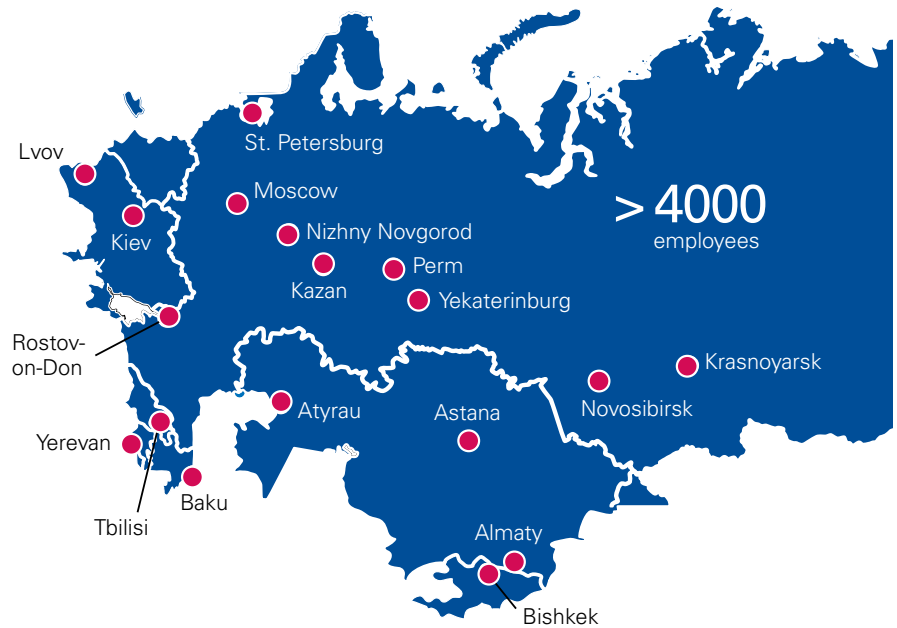 St. Petersburg
Lvov
Moscow
> 4000
employees
Nizhny Novgorod
Kiev
Perm
Kazan
Yekaterinburg
Rostov-
on-Don
Krasnoyarsk
Novosibirsk
Atyrau
Astana
Yerevan
Baku
Tbilisi
Almaty
Bishkek